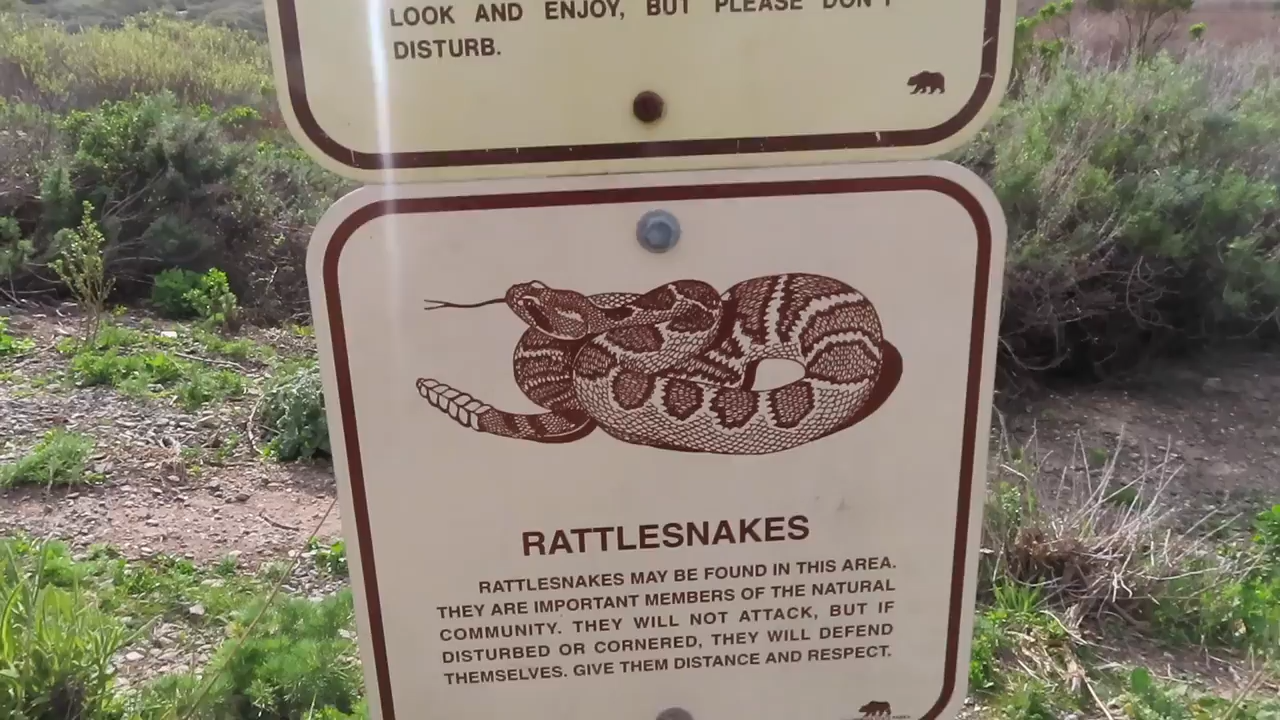 LOOK AND ENJOY, BUT PLEASE DON'T
DISTURB.
RATTLESNAKES
RATTLESNAKES MAY BE FOUND IN THIS AREA.
THEY ARE IMPORTANT MEMBERS OF THE NATURAL
COMMUNITY. THEY WILL NOT ATTACK, BUT IF
DISTURBED OR CORNERED, THEY WILL DEFEND
THEMSELVES. GIVE THEM DISTANCE AND RESPECT.